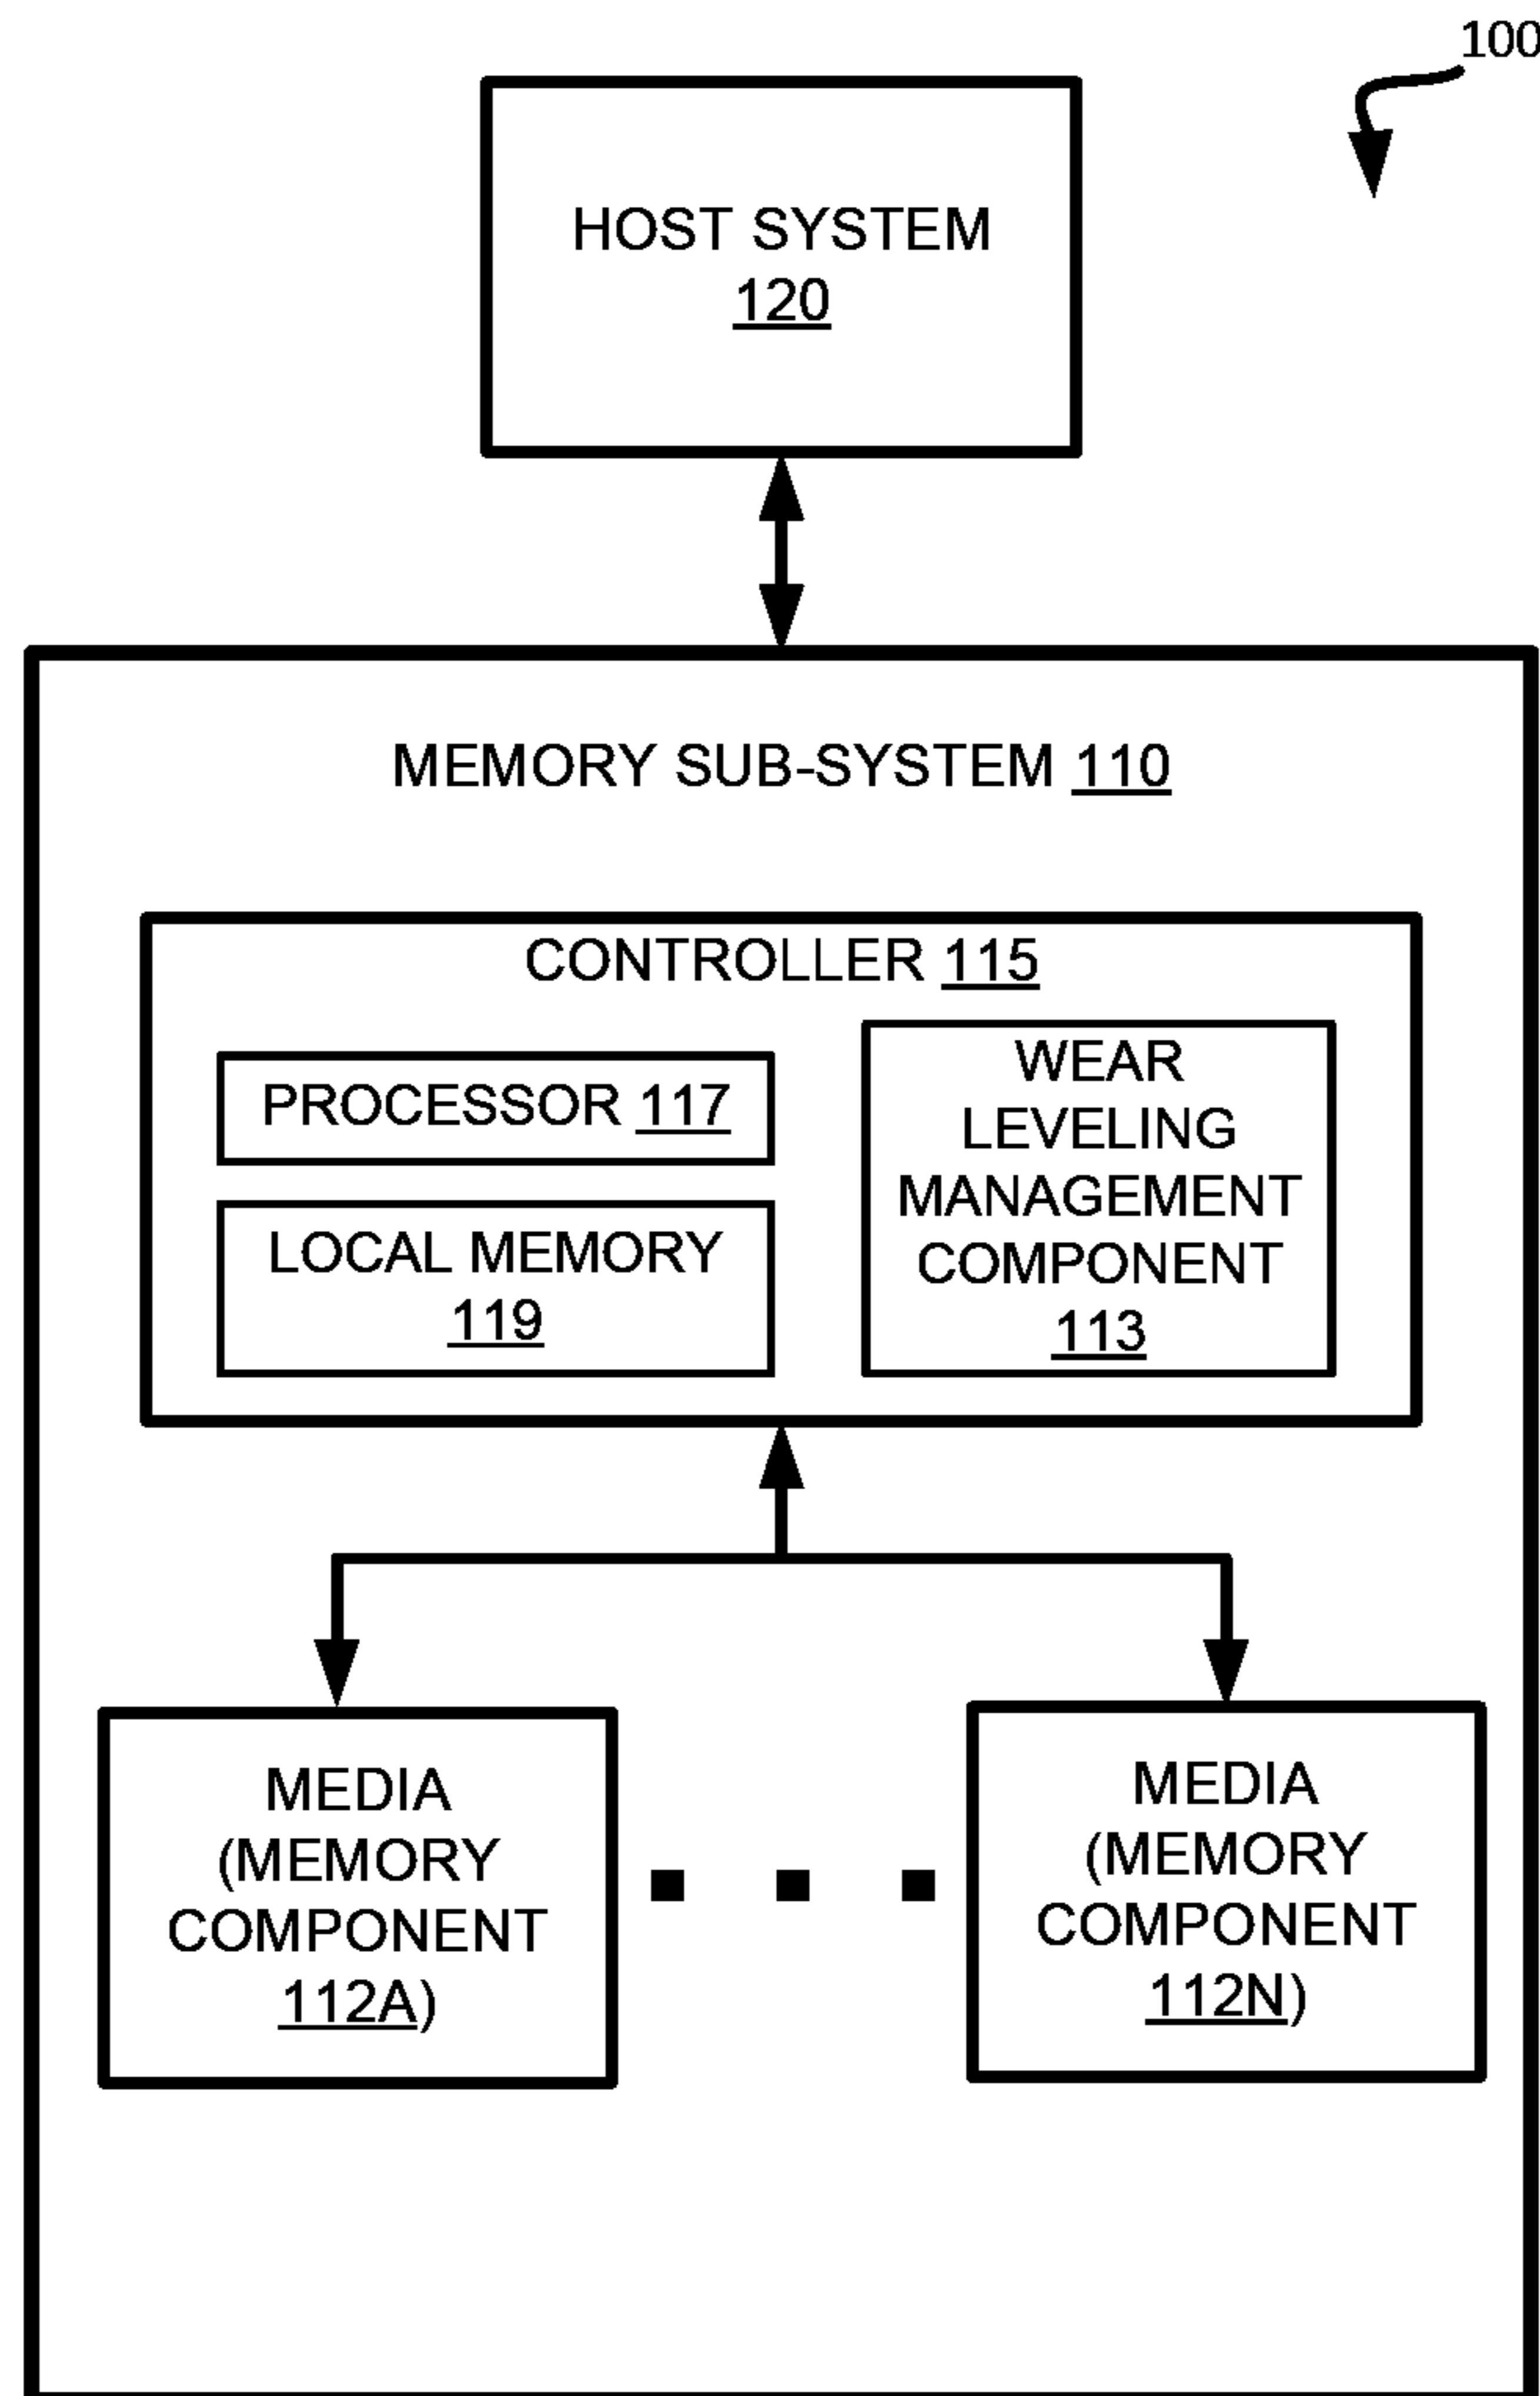 100
HOST SYSTEM
120
MEMORY SUB-SYSTEM 110
CONTROLLER 115
PROCESSOR 117
LOCAL MEMORY
119
WEAR
LEVELING
MANAGEMENT
COMPONENT
113
MEDIA
(MEMORY
COMPONENT
112A)
MEDIA
(MEMORY
COMPONENT
112N)